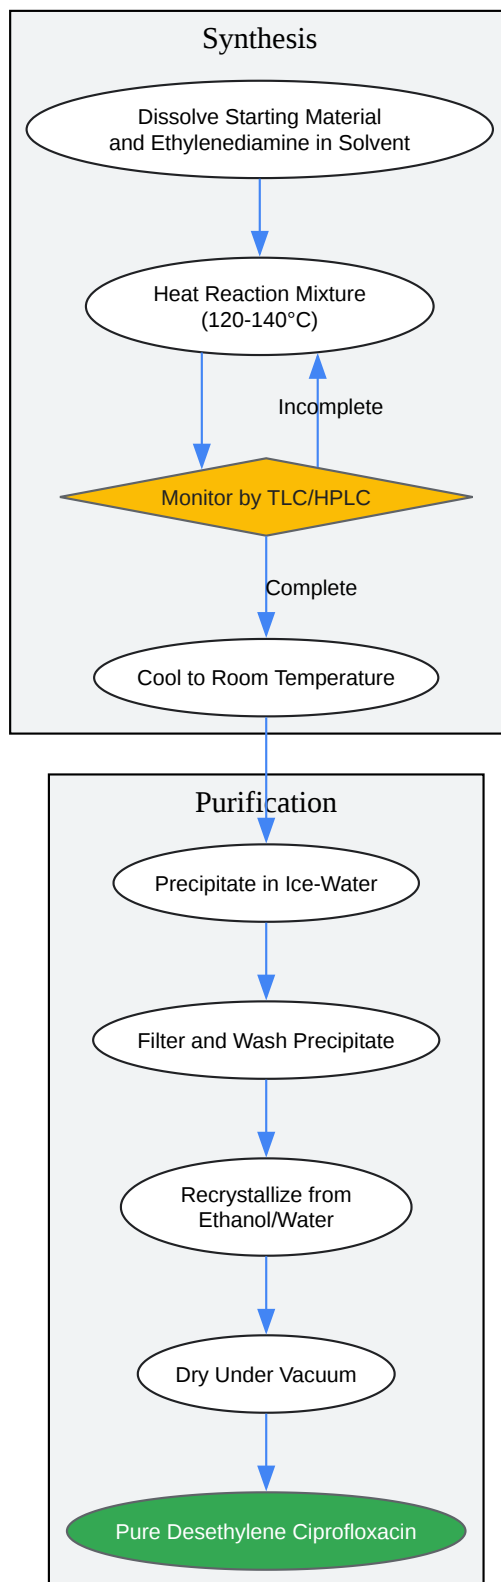 Synthesis
Dissolve Starting Material
and Ethylenediamine in Solvent
Heat Reaction Mixture
(120-140°C)
Incomplete
Monitor by TLC/HPLC
Complete
Cool to Room Temperature
Purification
Precipitate in Ice-Water
Filter and Wash Precipitate
Recrystallize from
Ethanol/Water
Dry Under Vacuum
Pure Desethylene Ciprofloxacin